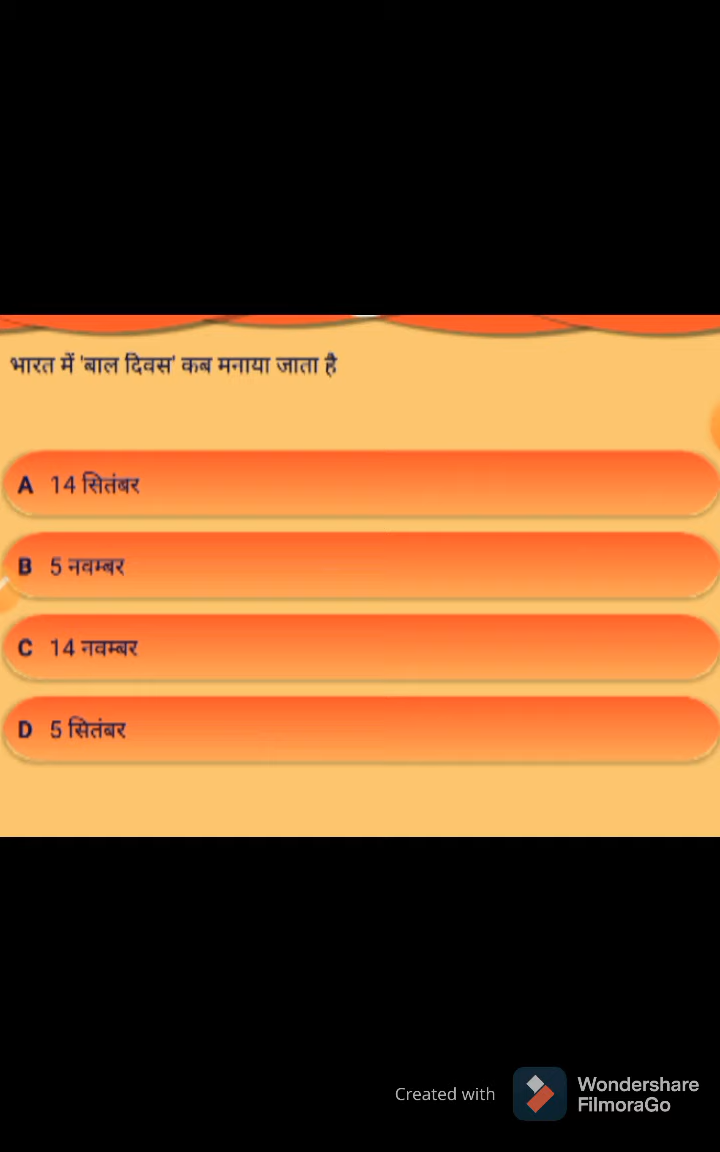 भारत में 'बाल दिवस' कब मनाया जाता है
A 14 सितंबर
B 5 नवम्बर
C 14 नवम्बर
D 5 सितंबर
Created with Wondershare
FilmoraGo